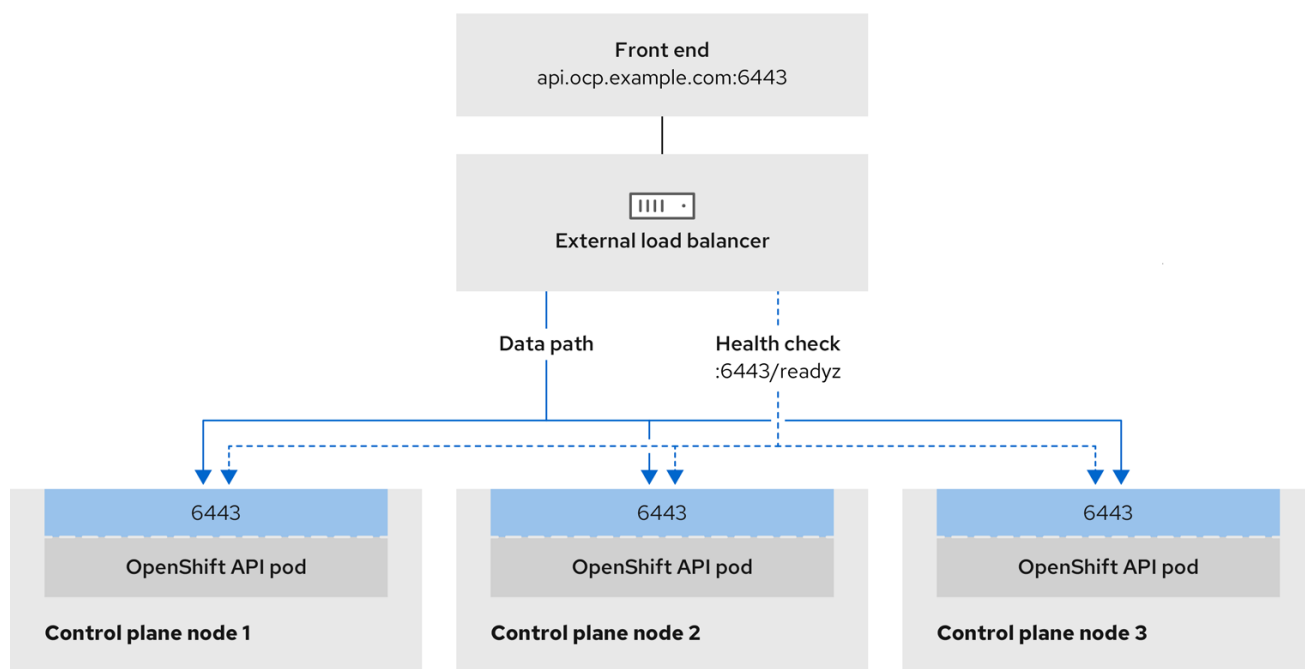 Front end
api.ocp.example.com:6443
External load balancer
Data path
Health check
:6443/readyz
6443
OpenShift API pod
Control plane node 1
6443
OpenShift API pod
Control plane node 2
6443
OpenShift API pod
Control plane node 3